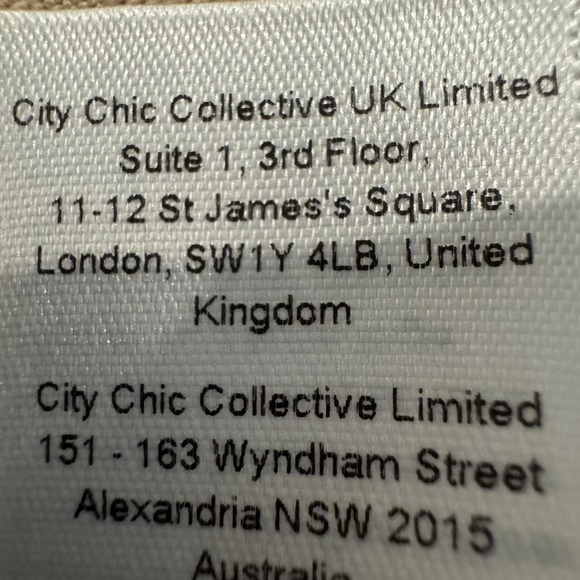 City Chic Collective UK Limited
Suite 1, 3rd Floor,
11-12 St James's Square,
London, SW1Y 4LB, United
Kingdom
City Chic Collective Limited
151 - 163 Wyndham Street
Alexandria NSW 2015
Australia